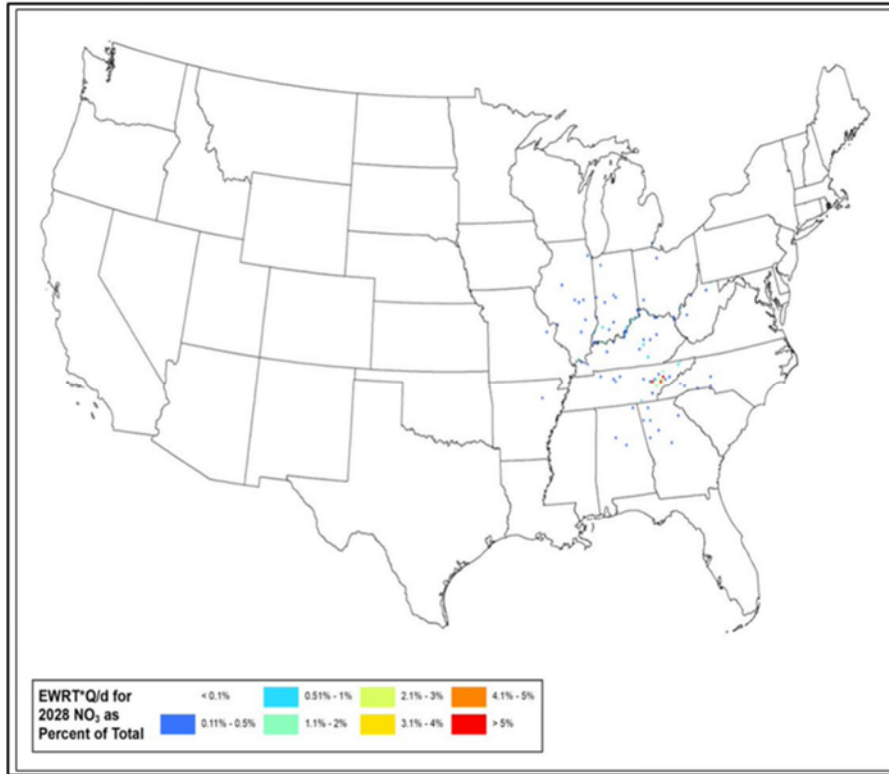 EWRT*Q/d for
2028 NO₃ as
Percent of Total
< 0.1%
0.51% - 1%
2.1% - 3%
4.1% - 5%
0.11% - 0.5%
1.1% - 2%
3.1% - 4%
> 5%